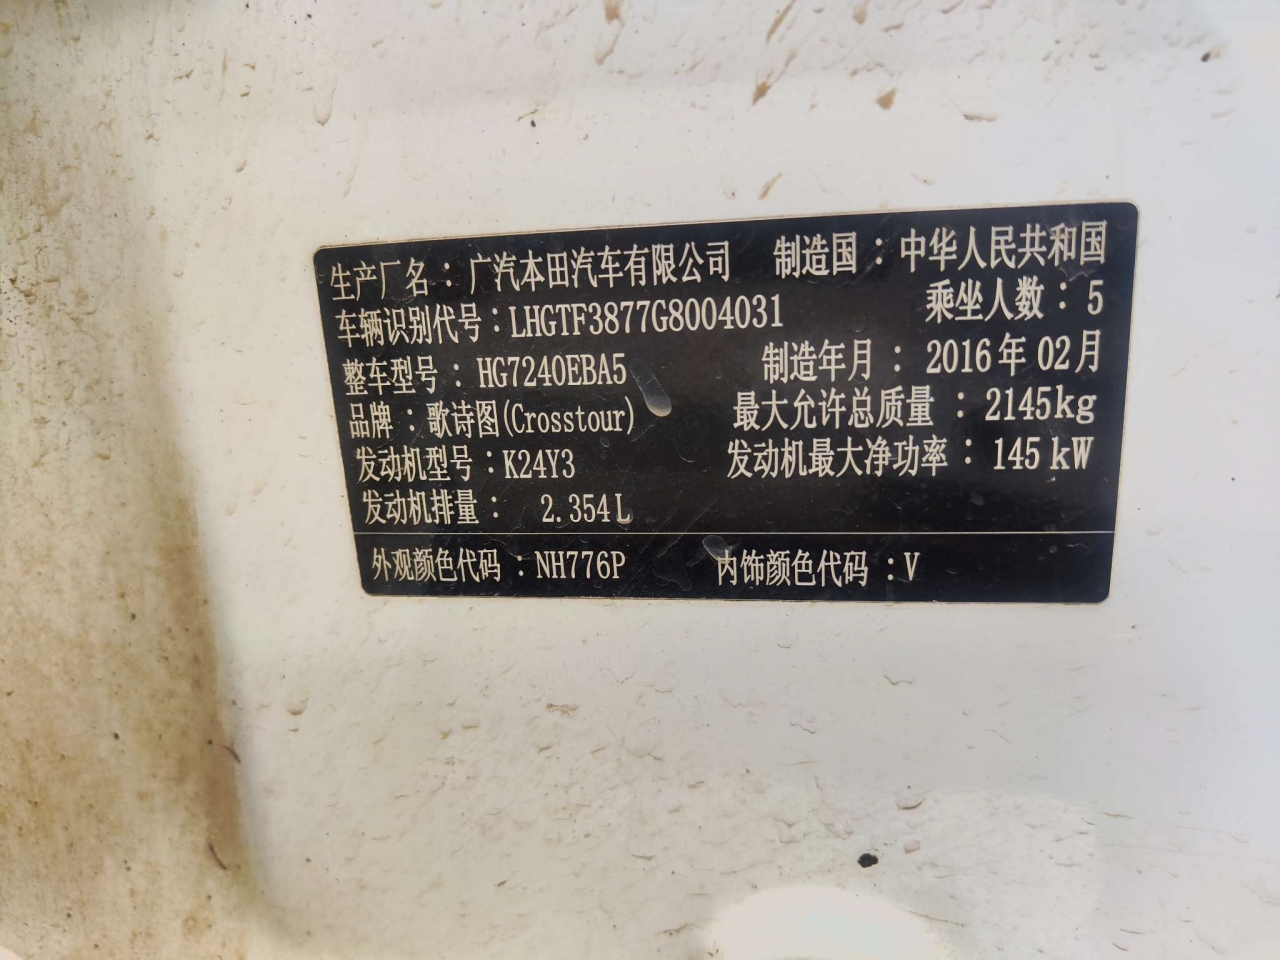 生产厂名：广汽本田汽车有限公司 制造国：中华人民共和国
车辆识别代号：LHGTF3877G8004031 乘坐人数：5
整车型号：HG7240EBA5 制造年月：2016年02月
品牌：歌诗图(Crosstour) 最大允许总质量：2145kg
发动机型号：K24Y3 发动机最大净功率：145kW
发动机排量：2.354L
外观颜色代码：NH776P 内饰颜色代码：V